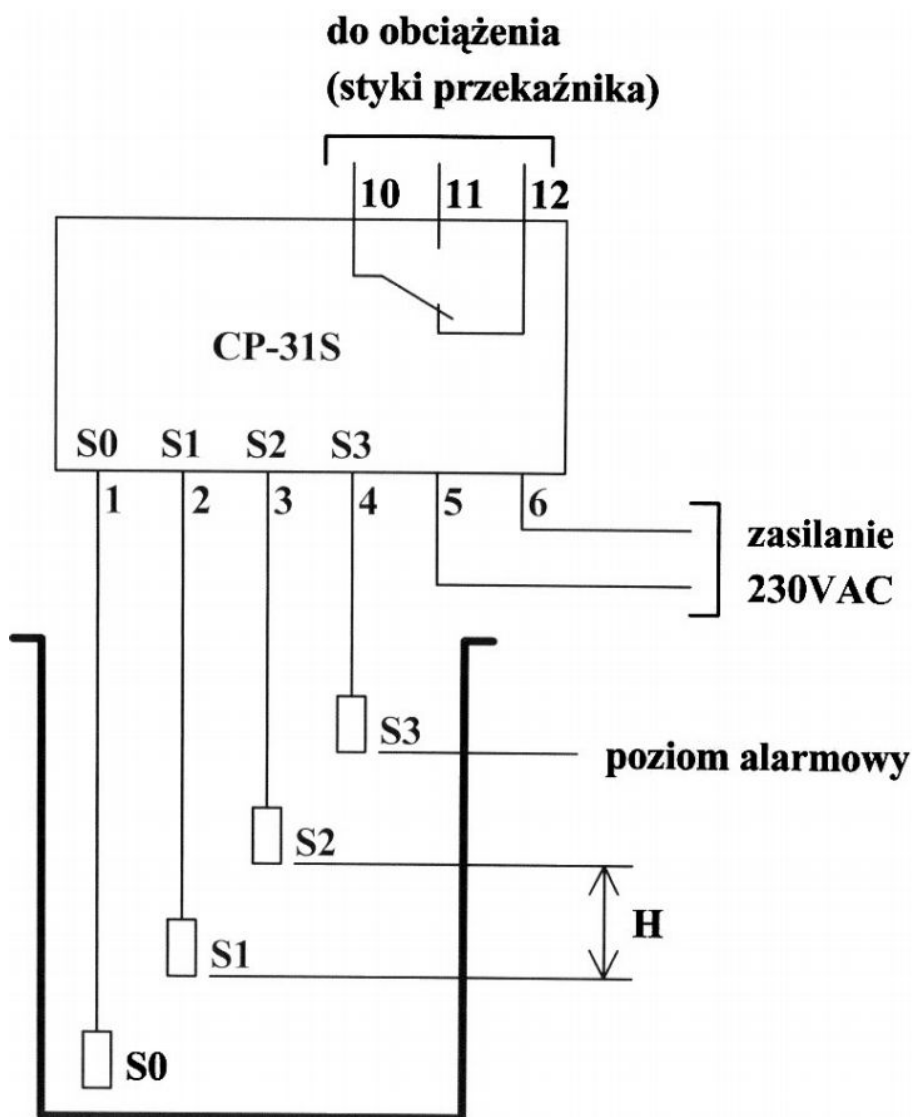 do obciążenia
(styki przekaźnika)
10 11 12
CP-31S
S0 S1 S2 S3
1 2 3 4 5 6
zasilanie
230VAC
S3
poziom alarmowy
S2
H
S1
S0